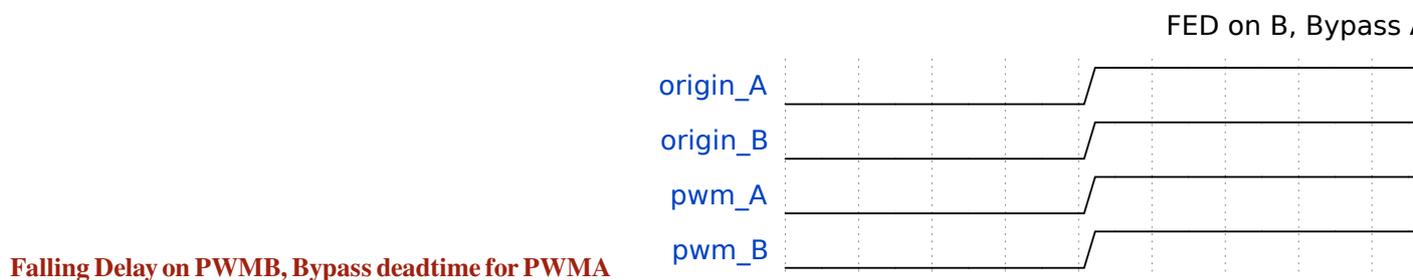 FED on B, Bypass
origin_A
origin_B
pwm_A
pwm_B
Falling Delay on PWMB, Bypass deadtime for PWMA